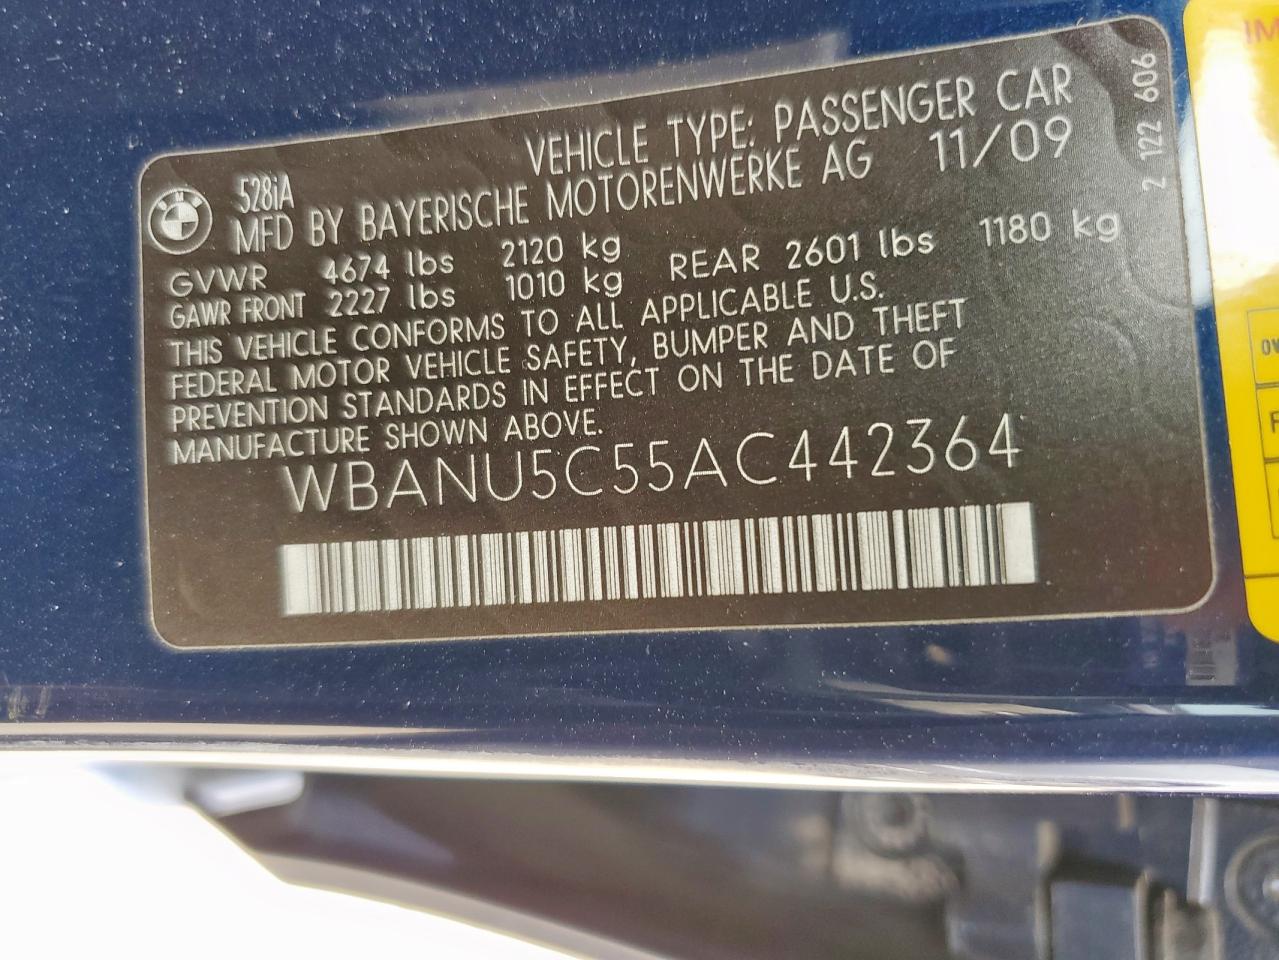 VEHICLE TYPE: PASSENGER CAR
528iA
MFD BY BAYERISCHE MOTORENWERKE AG 11/09
GVWR 4674 lbs 2120 kg
GAWR FRONT 2227 lbs 1010 kg REAR 2601 lbs 1180 kg
THIS VEHICLE CONFORMS TO ALL APPLICABLE U.S.
FEDERAL MOTOR VEHICLE SAFETY, BUMPER AND THEFT
PREVENTION STANDARDS IN EFFECT ON THE DATE OF
MANUFACTURE SHOWN ABOVE.
WBANU5C55AC442364
2 122 606
IM